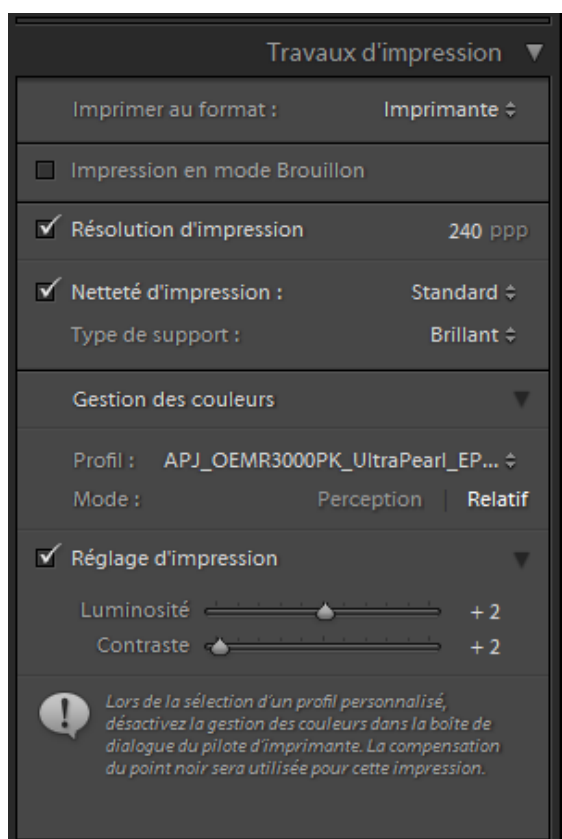 Travaux d'impression
Imprimer au format : Imprimante
Impression en mode Brouillon
Résolution d'impression 240 ppp
Netteté d'impression : Standard
Type de support : Brillant
Gestion des couleurs
Profil : APJ_OEMR3000PK_UltraPearl_EP...
Mode : Perception Relatif
Réglage d'impression
Luminosité + 2
Contraste + 2
Lors de la sélection d'un profil personnalisé,
désactivez la gestion des couleurs dans la boîte de
dialogue du pilote d'imprimante. La compensation
du point noir sera utilisée pour cette impression.